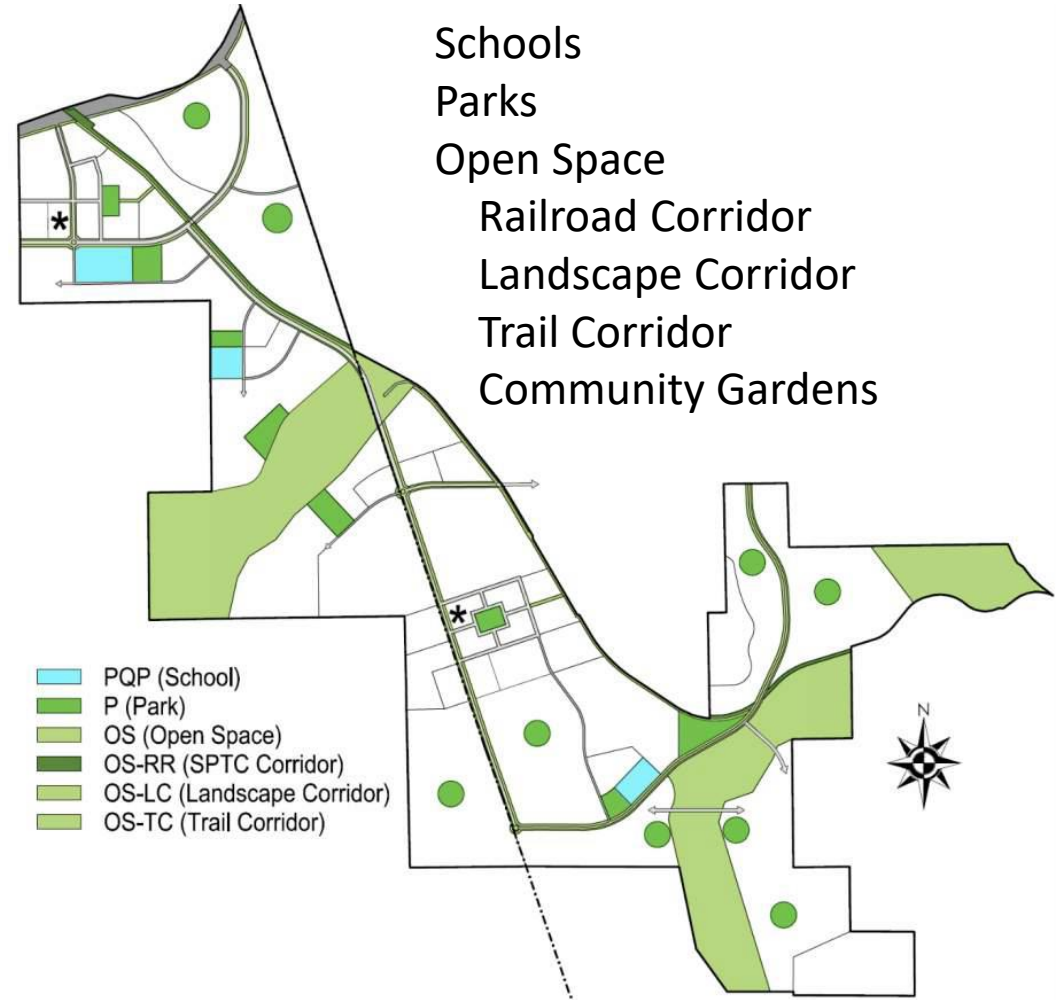 Schools
Parks
Open Space
Railroad Corridor
Landscape Corridor
Trail Corridor
Community Gardens
*
*
PQP (School)
P (Park)
OS (Open Space)
OS-RR (SPTC Corridor)
OS-LC (Landscape Corridor)
OS-TC (Trail Corridor)
N